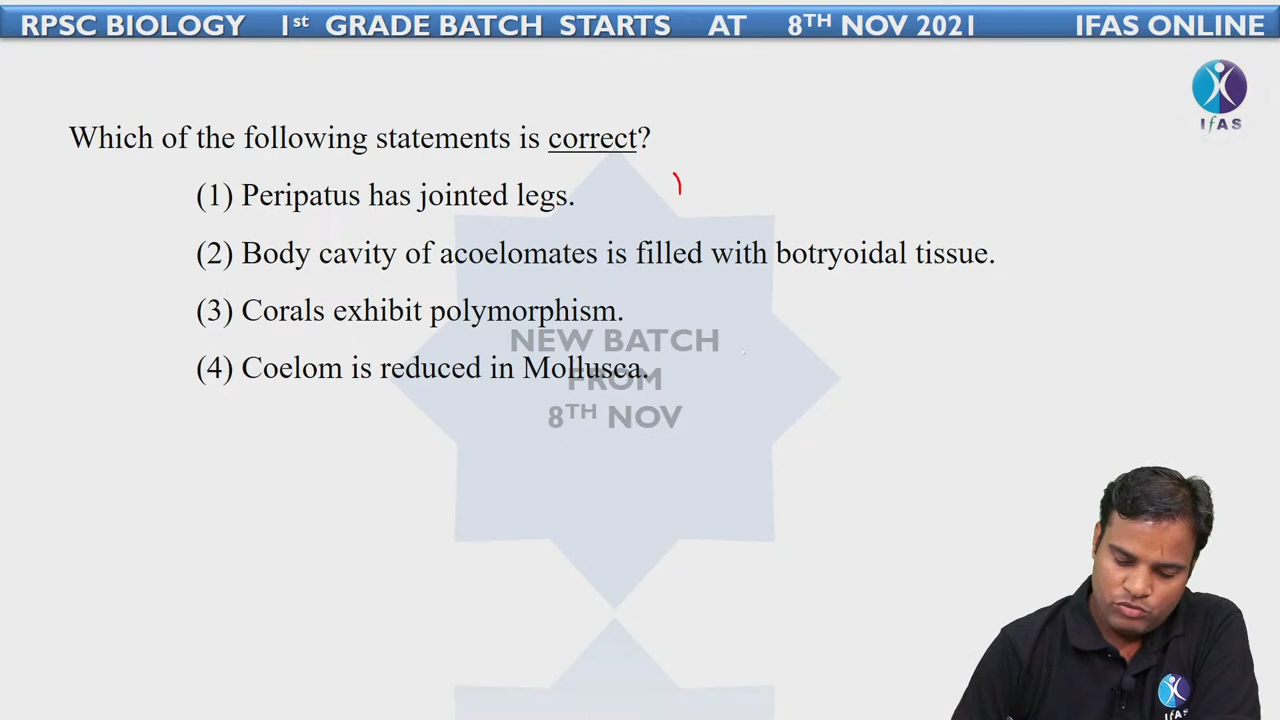 RPSC BIOLOGY 1st GRADE BATCH STARTS AT 8TH NOV 2021 IFAS ONLINE
IfAS
Which of the following statements is correct?
(1) Peripatus has jointed legs.
(2) Body cavity of acoelomates is filled with botryoidal tissue.
(3) Corals exhibit polymorphism.
NEW BATCH
(4) Coelom is reduced in Mollusca.
FROM
8TH NOV
IfAS